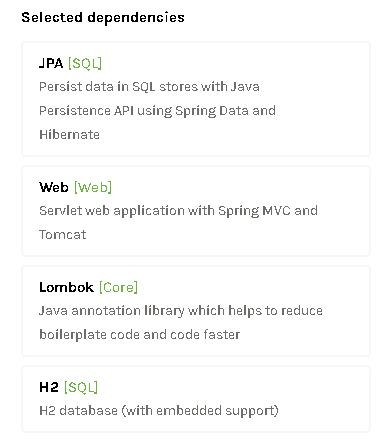 Selected dependencies
JPA [SQL]
Persist data in SQL stores with Java
Persistence API using Spring Data and
Hibernate
Web [Web]
Servlet web application with Spring MVC and
Tomcat
Lombok [Core]
Java annotation library which helps to reduce
boilerplate code and code faster
H2 [SQL]
H2 database (with embedded support)